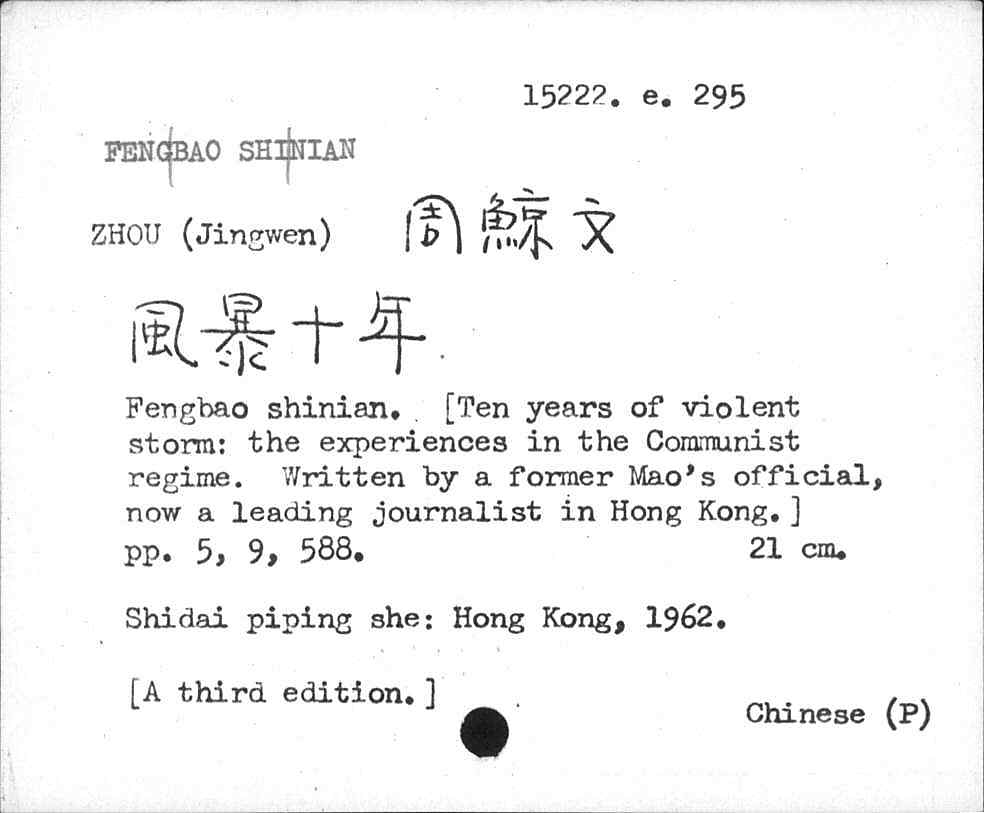 15222. e. 295
FENGBAO SHINIAN
ZHOU (Jingwen) 周鯨文
風暴十年
Fengbao shinian. [Ten years of violent
storm: the experiences in the Communist
regime. Written by a former Mao's official,
now a leading journalist in Hong Kong.]
pp. 5, 9, 588. 21 cm.
Shidai piping she: Hong Kong, 1962.
[A third edition.]
Chinese (P)